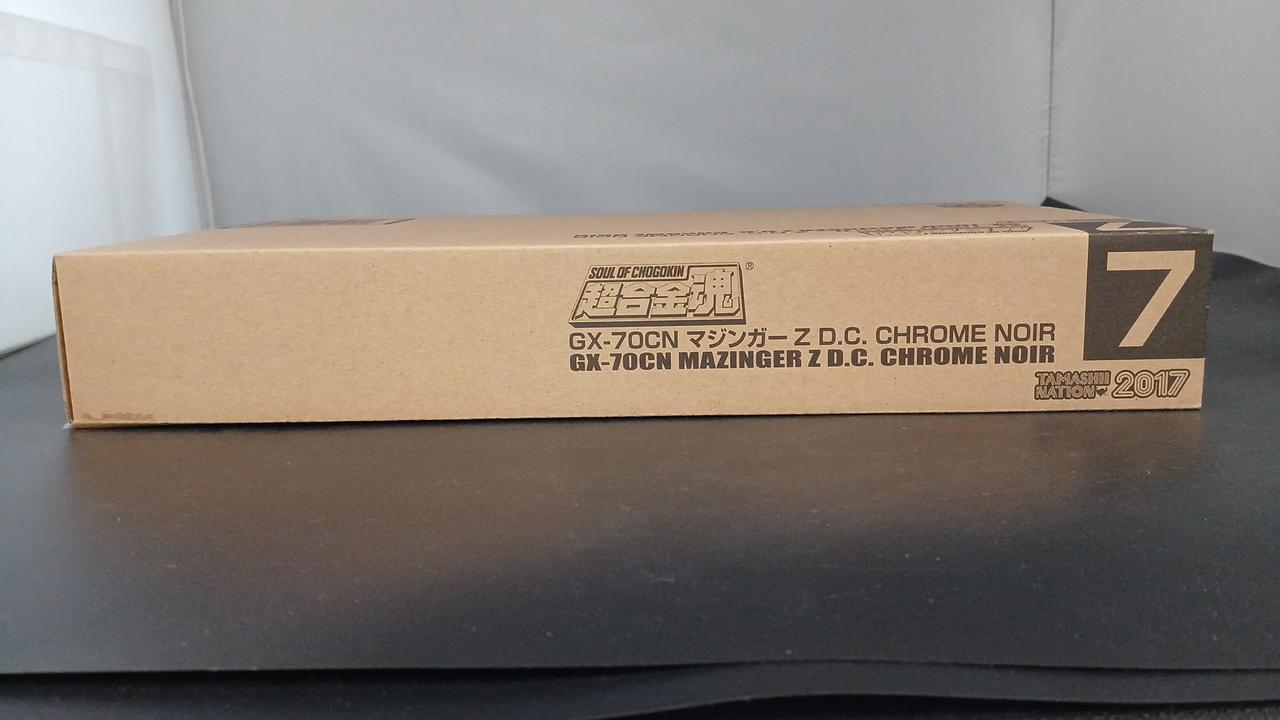 SOUL OF CHOGOKIN
超合金魂®
GX-70CN マジンガーZ D.C. CHROME NOIR
GX-70CN MAZINGER Z D.C. CHROME NOIR
7
TAMASHII
NATION 2017